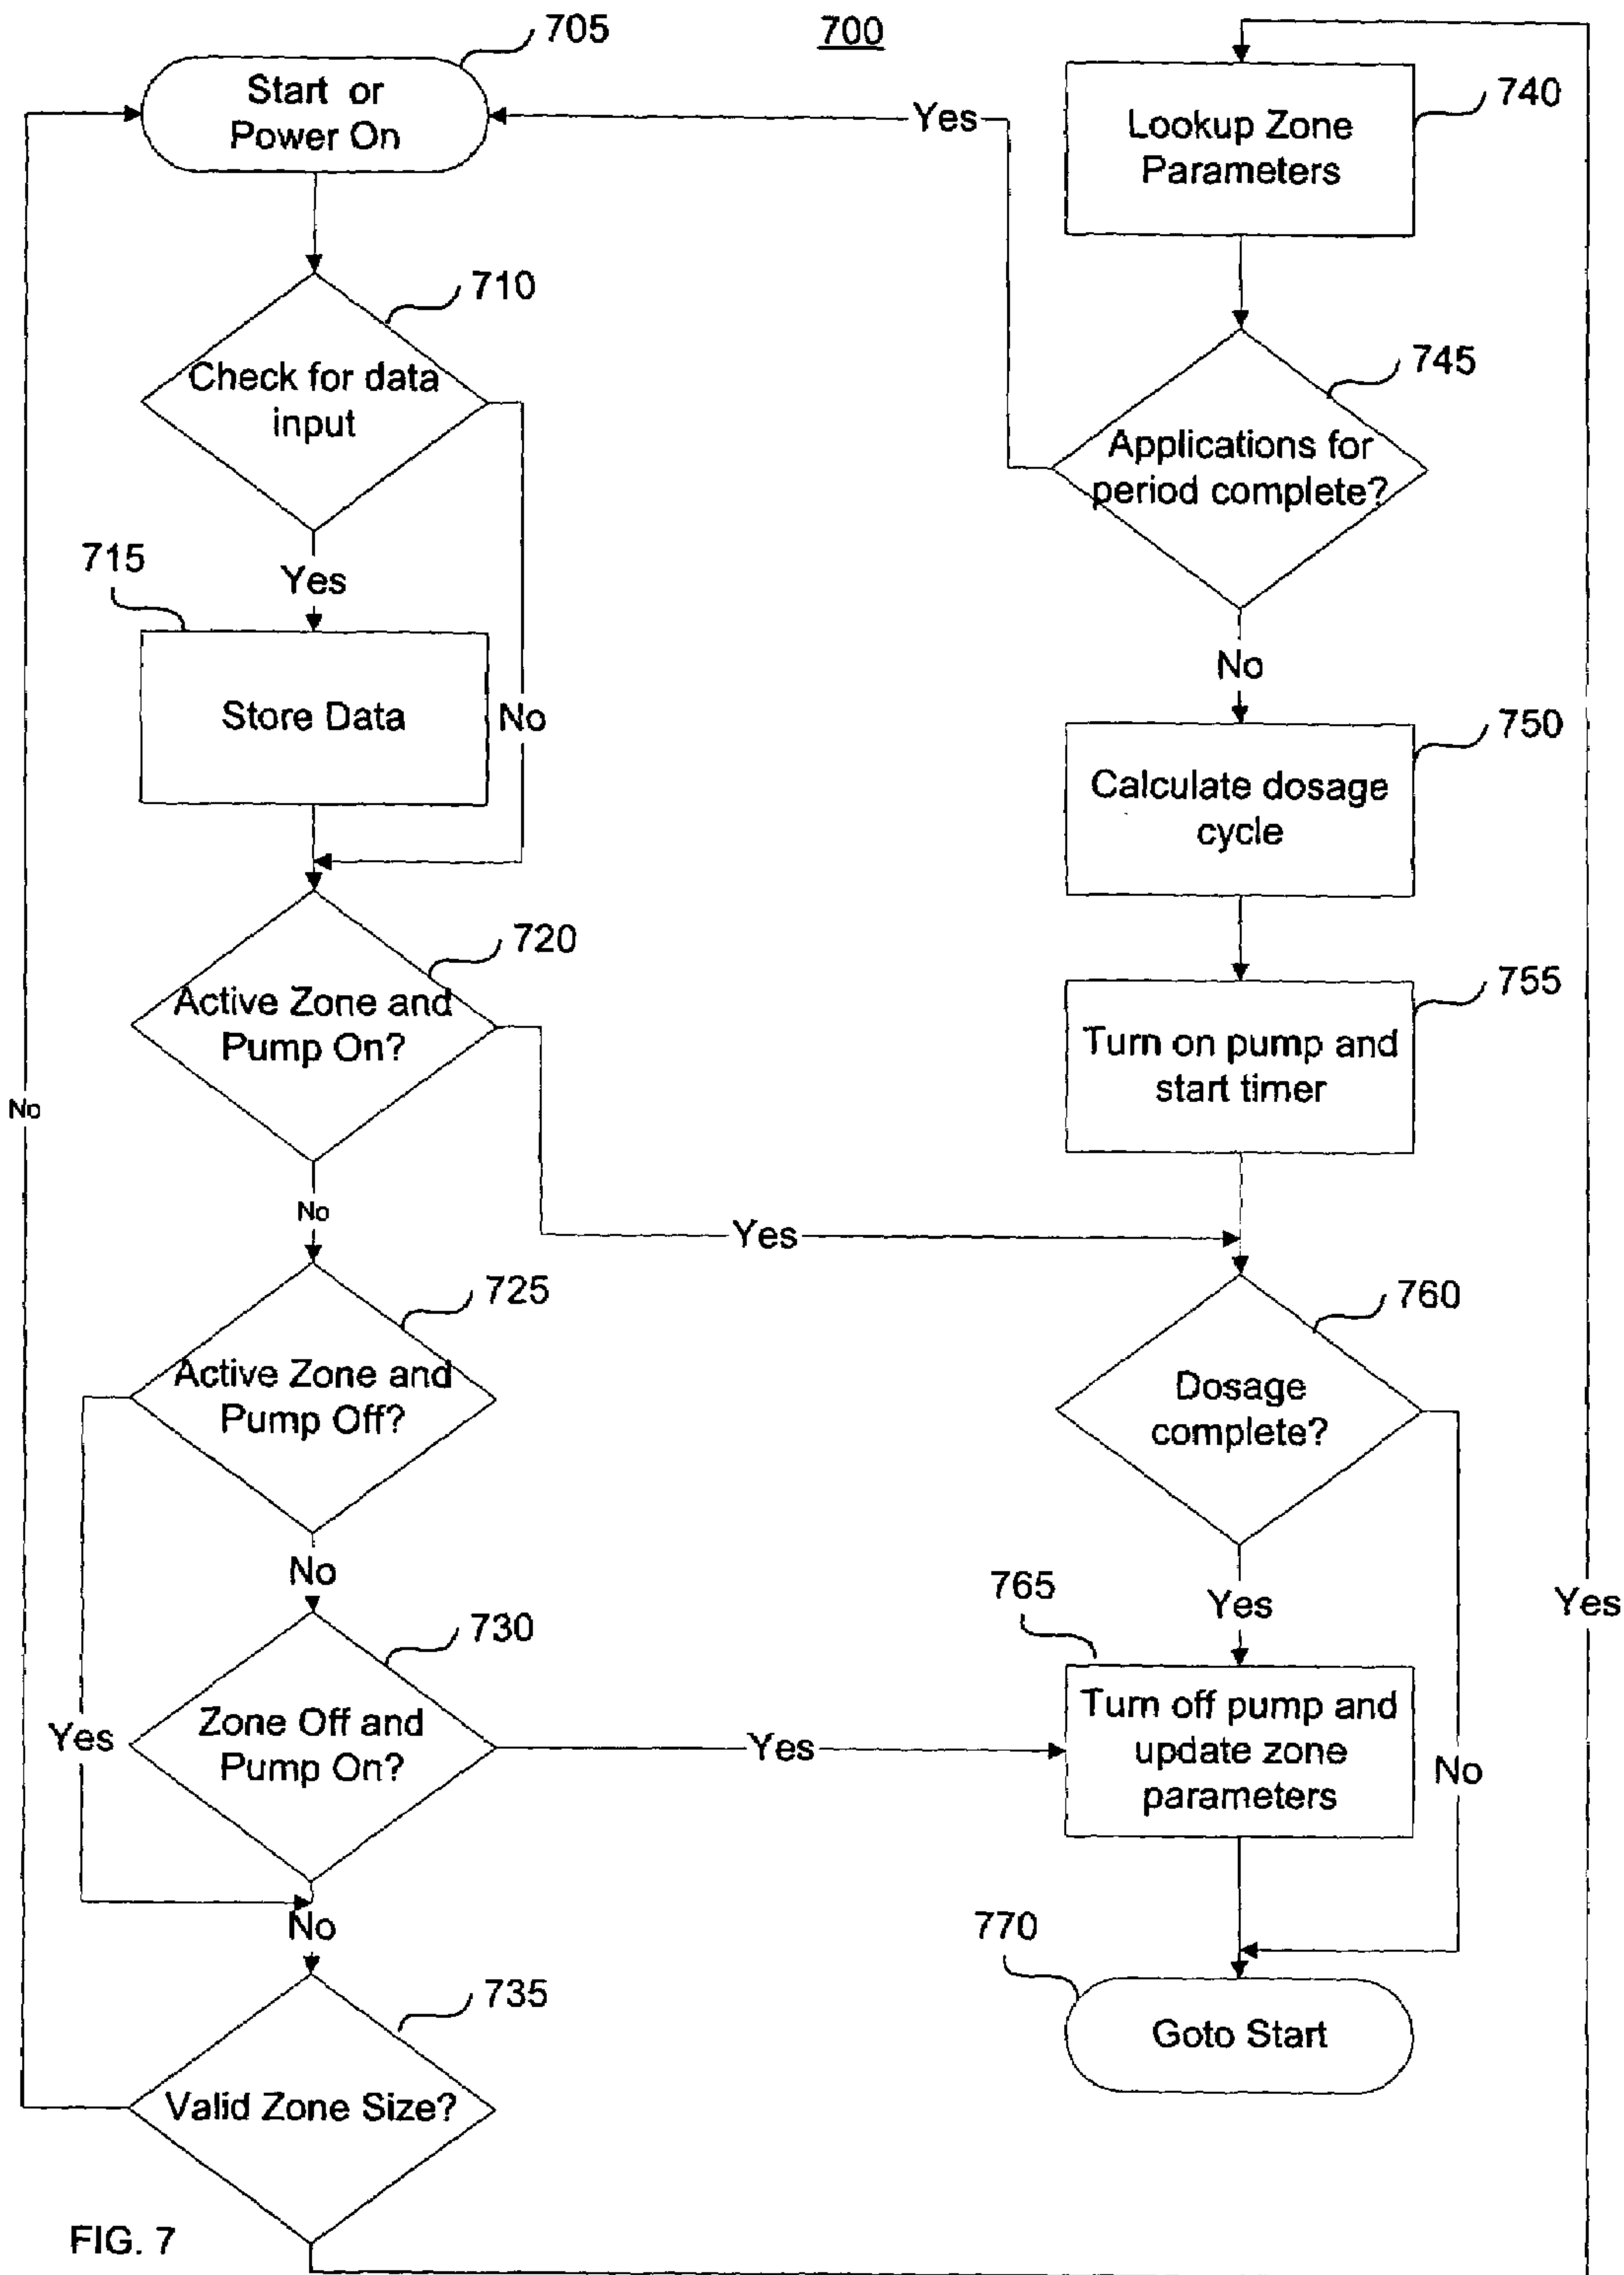 700
705
Start or
Power On
710
Check for data
input
Yes
No
715
Store Data
720
Active Zone and
Pump On?
No
Yes
725
Active Zone and
Pump Off?
No
Yes
730
Zone Off and
Pump On?
Yes
No
735
Valid Zone Size?
No
Yes
740
Lookup Zone
Parameters
745
Applications for
period complete?
Yes
No
750
Calculate dosage
cycle
755
Turn on pump and
start timer
760
Dosage
complete?
Yes
No
765
Turn off pump and
update zone
parameters
770
Goto Start
FIG. 7